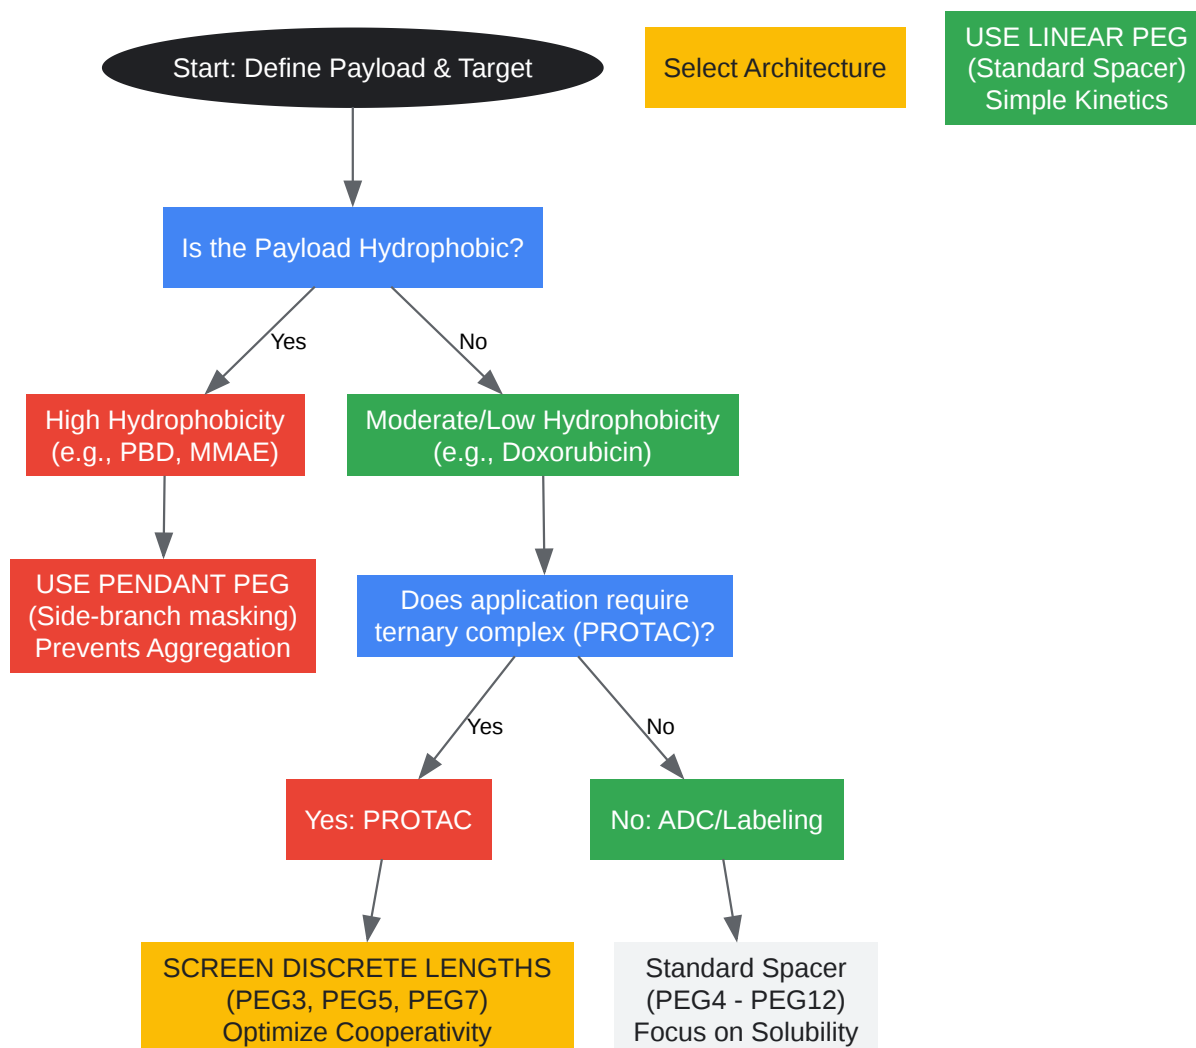 Start: Define Payload & Target
Select Architecture
USE LINEAR PEG
(Standard Spacer)
Simple Kinetics
Is the Payload Hydrophobic?
Yes
No
High Hydrophobicity
(e.g., PBD, MMAE)
Moderate/Low Hydrophobicity
(e.g., Doxorubicin)
USE PENDANT PEG
(Side-branch masking)
Prevents Aggregation
Does application require
ternary complex (PROTAC)?
Yes
No
Yes: PROTAC
No: ADC/Labeling
SCREEN DISCRETE LENGTHS
(PEG3, PEG5, PEG7)
Optimize Cooperativity
Standard Spacer
(PEG4 - PEG12)
Focus on Solubility